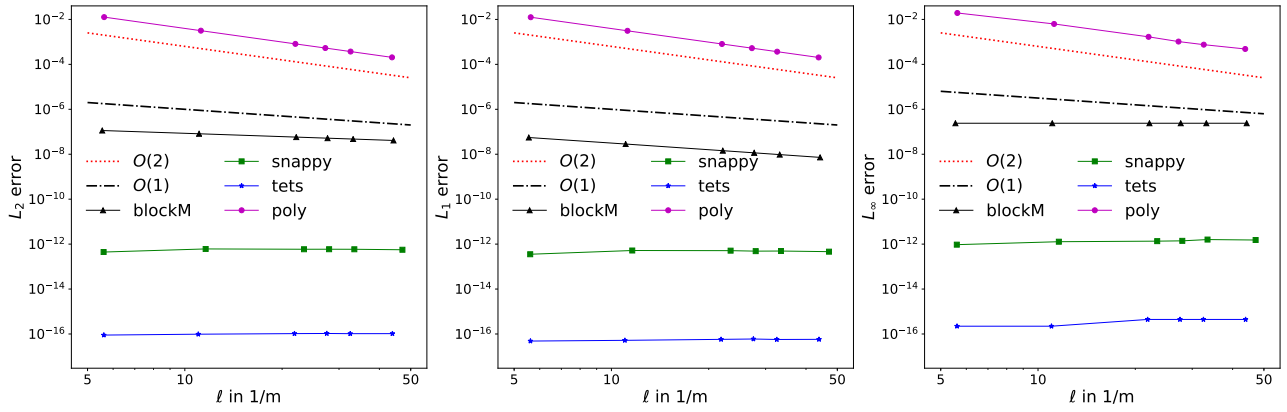 L₂ error
10⁻²
10⁻⁴
10⁻⁶
10⁻⁸
10⁻¹⁰
10⁻¹²
10⁻¹⁴
10⁻¹⁶
O(2)
O(1)
blockM
snappy
tets
poly
5
10
50
ℓ in 1/m
L₁ error
10⁻²
10⁻⁴
10⁻⁶
10⁻⁸
10⁻¹⁰
10⁻¹²
10⁻¹⁴
10⁻¹⁶
O(2)
O(1)
blockM
snappy
tets
poly
5
10
50
ℓ in 1/m
L∞ error
10⁻²
10⁻⁴
10⁻⁶
10⁻⁸
10⁻¹⁰
10⁻¹²
10⁻¹⁴
10⁻¹⁶
O(2)
O(1)
blockM
snappy
tets
poly
5
10
50
ℓ in 1/m